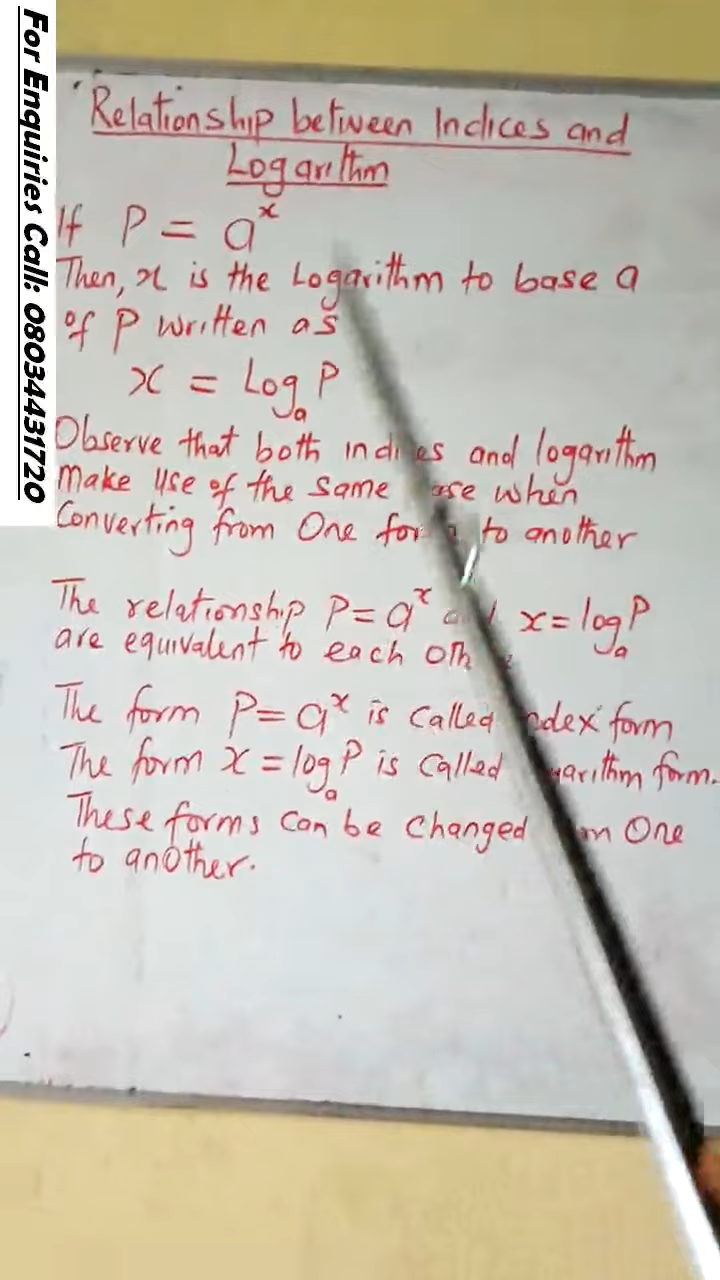 For Enquiries Call: 08034431720
Relationship between Indices and
Logarithm
If P = a^x
Then, x is the Logarithm to base a
of P written as
x = Log_a P
Observe that both and logarithm
make use of the same when
Converting from One to another
The relationship P = a^x x = log_a P
are equivalent to each
The form P = a^x is called form
The form x = log_a P is called form.
These forms can be changed One
to another.